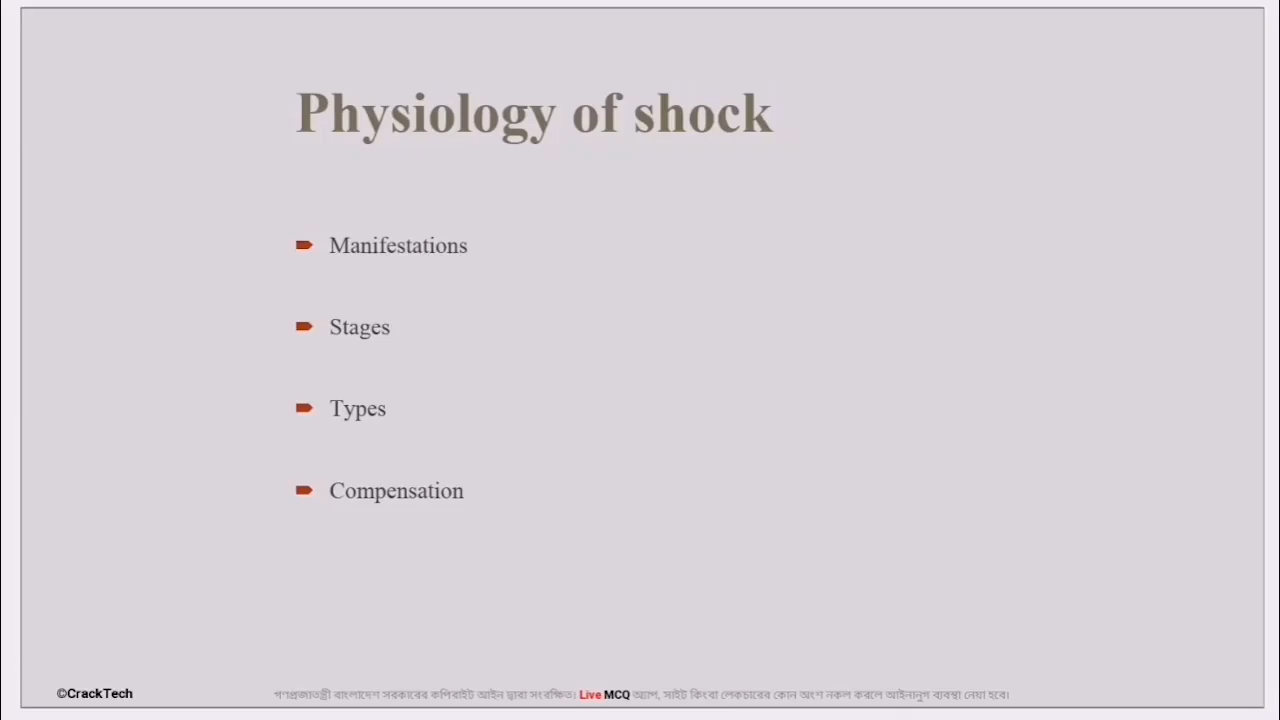 Physiology of shock
Manifestations
Stages
Types
Compensation
©CrackTech
গণপ্রজাতন্ত্রী বাংলাদেশ সরকারের কপিরাইট আইন দ্বারা সংরক্ষিত। Live MCQ অ্যাপ, সাইট কিংবা লেকচারের কোন অংশ নকল করলে আইনানুগ ব্যবস্থা নেয়া হবে।